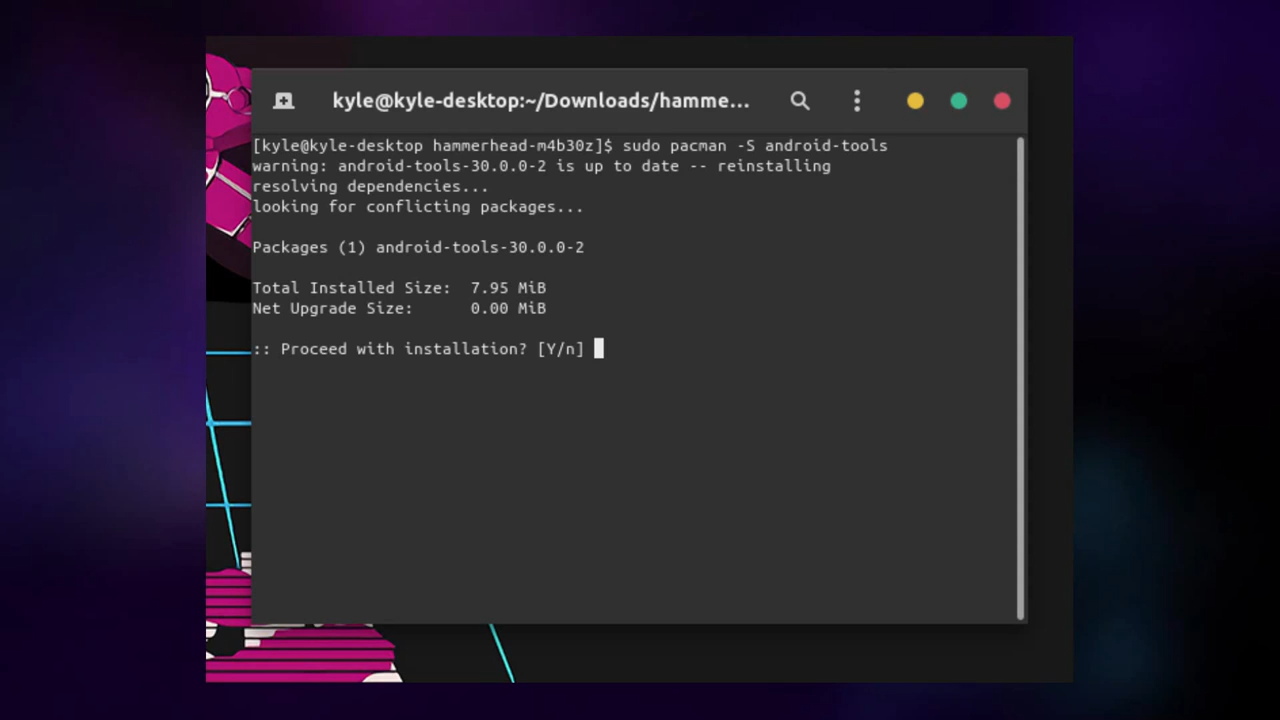 kyle@kyle-desktop:~/Downloads/hamme...
[kyle@kyle-desktop hammerhead-m4b30z]$ sudo pacman -S android-tools
warning: android-tools-30.0.0-2 is up to date -- reinstalling
resolving dependencies...
looking for conflicting packages...
Packages (1) android-tools-30.0.0-2
Total Installed Size:  7.95 MiB
Net Upgrade Size:      0.00 MiB
:: Proceed with installation? [Y/n]